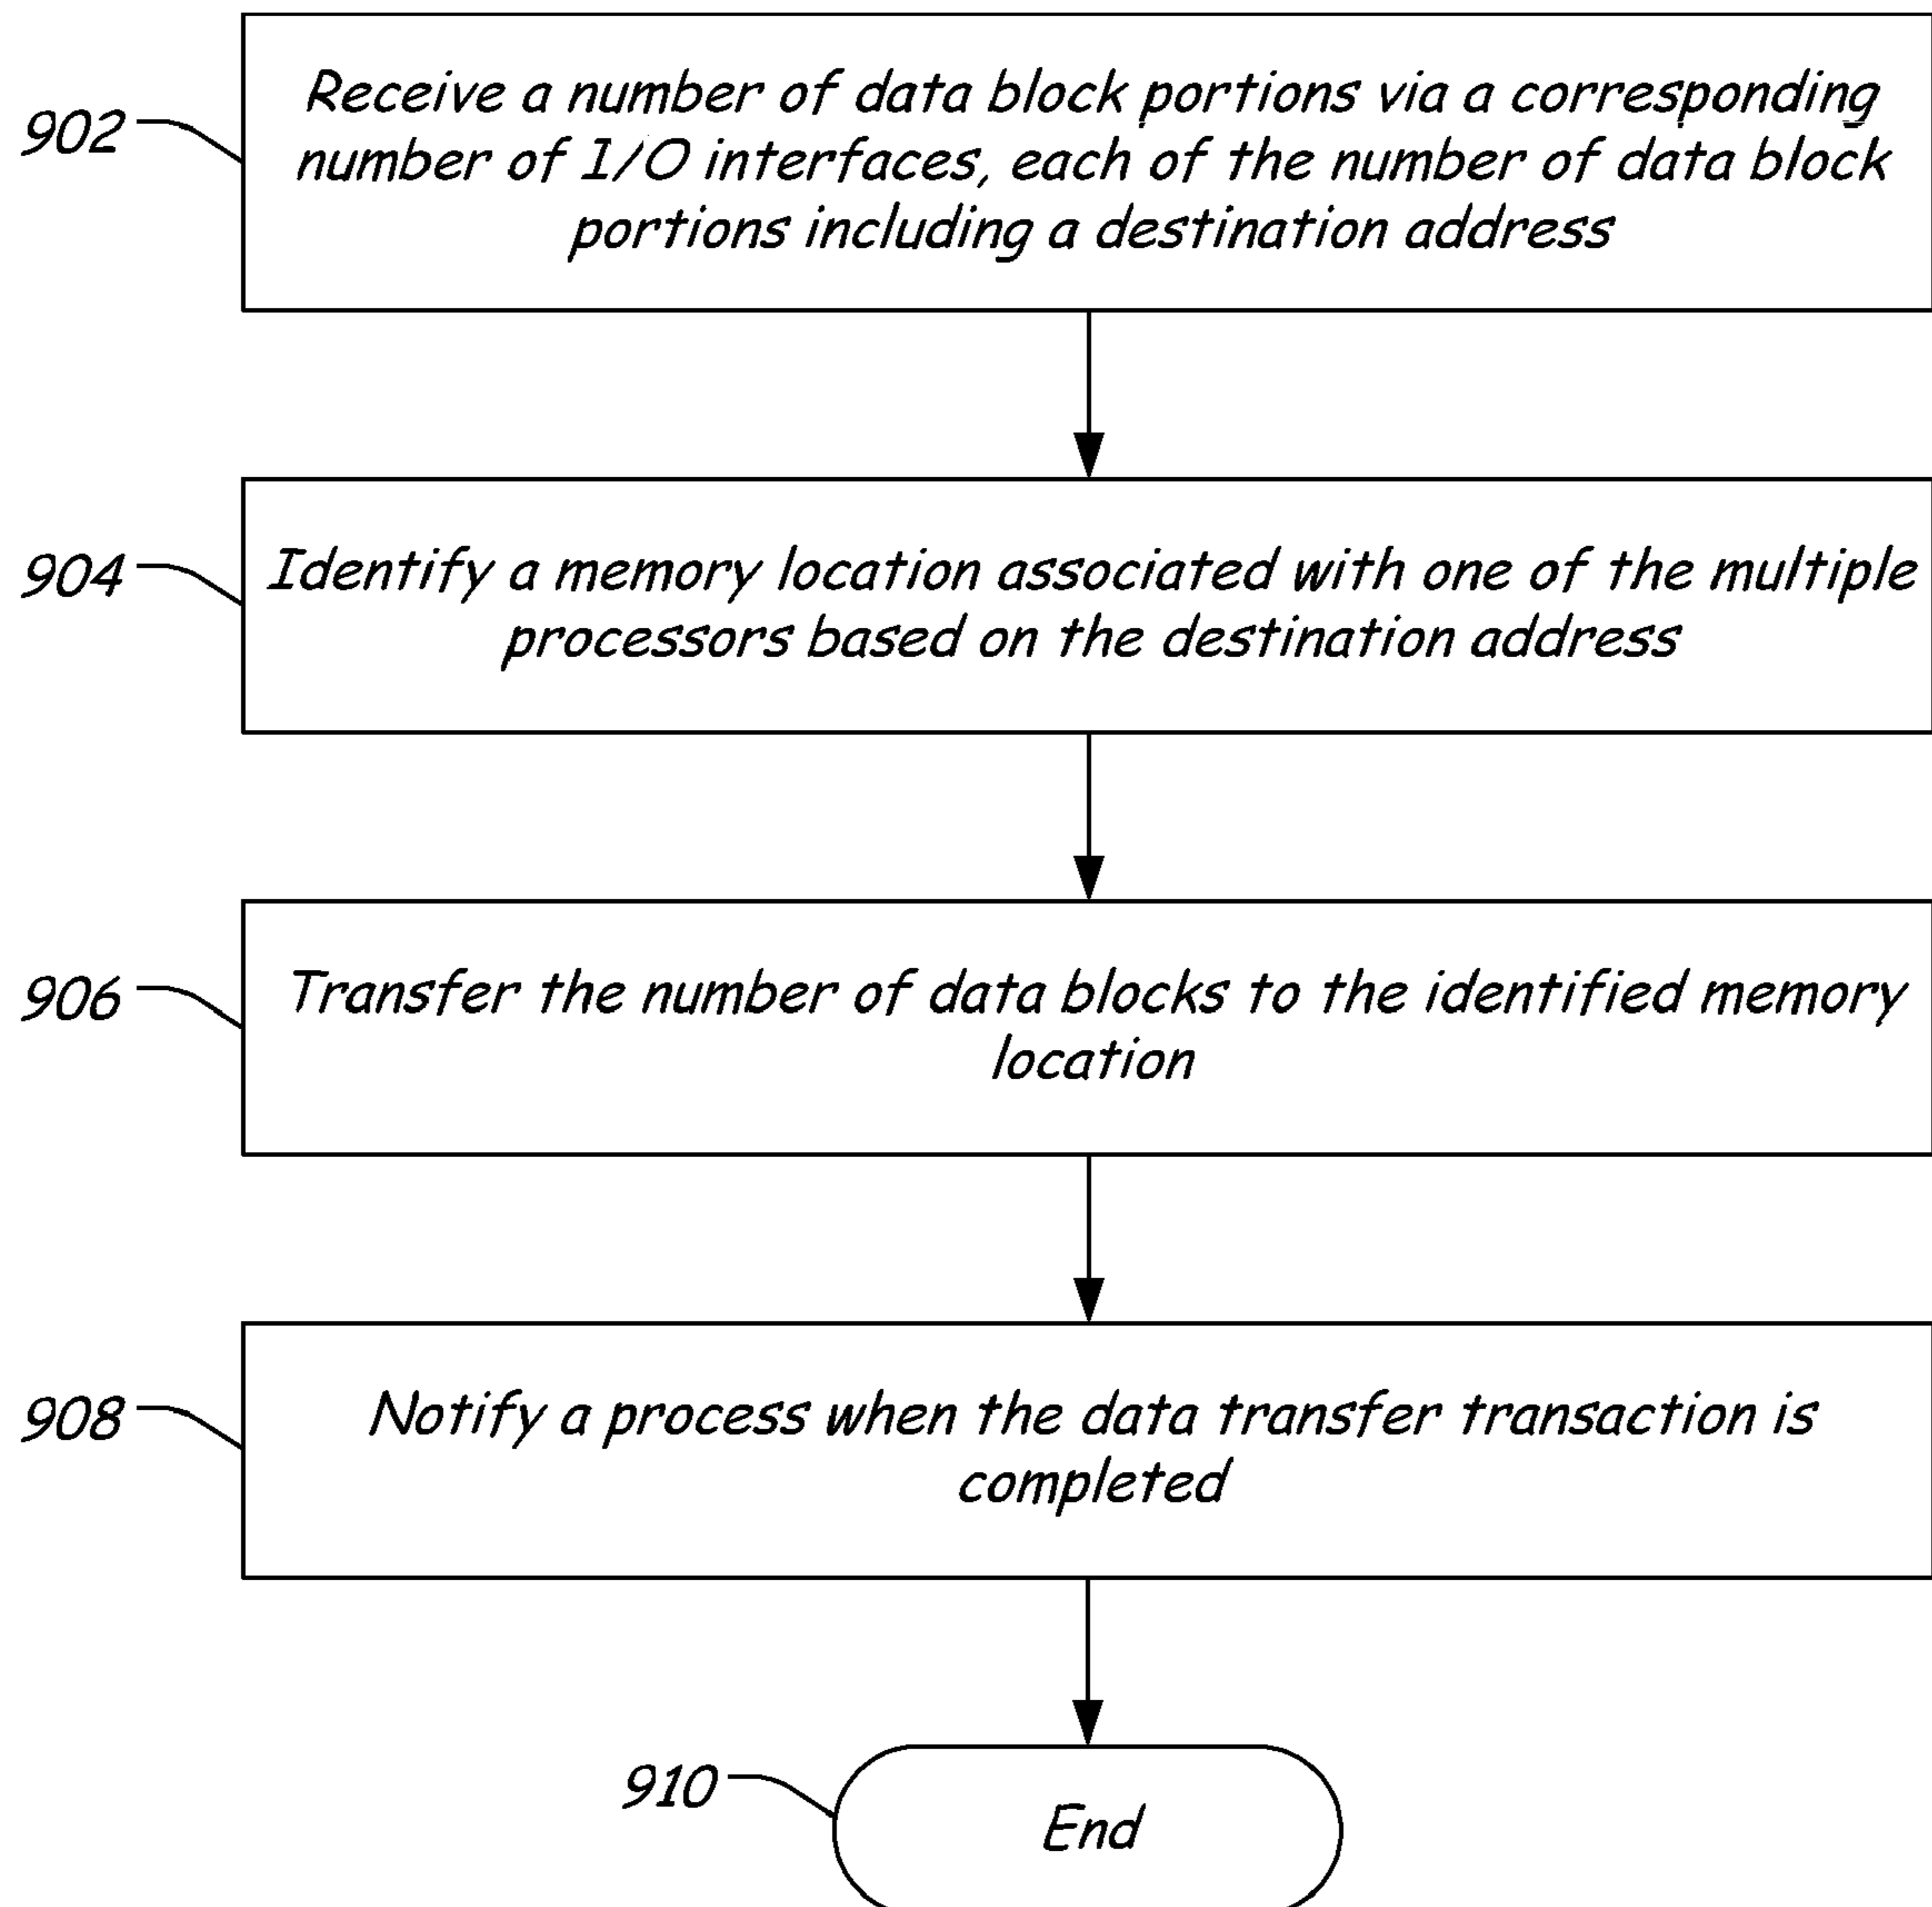 902
Receive a number of data block portions via a corresponding
number of I/O interfaces, each of the number of data block
portions including a destination address
904
Identify a memory location associated with one of the multiple
processors based on the destination address
906
Transfer the number of data blocks to the identified memory
location
908
Notify a process when the data transfer transaction is
completed
910
End